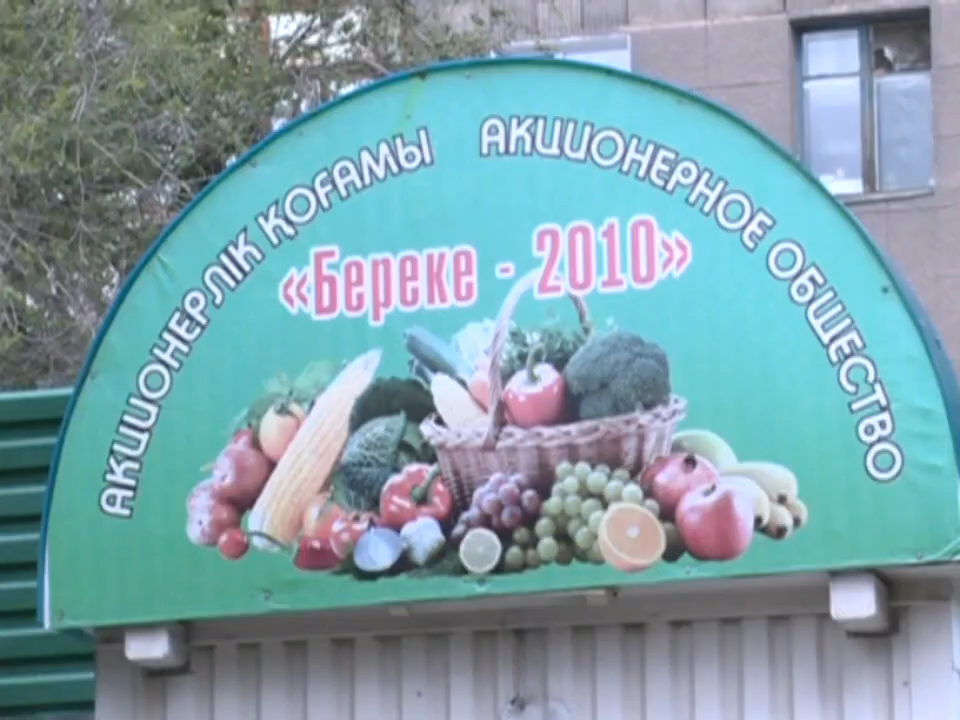 АКЦИОНЕРЛІК ҚОҒАМЫ
АКЦИОНЕРНОЕ ОБЩЕСТВО
«Береке - 2010»